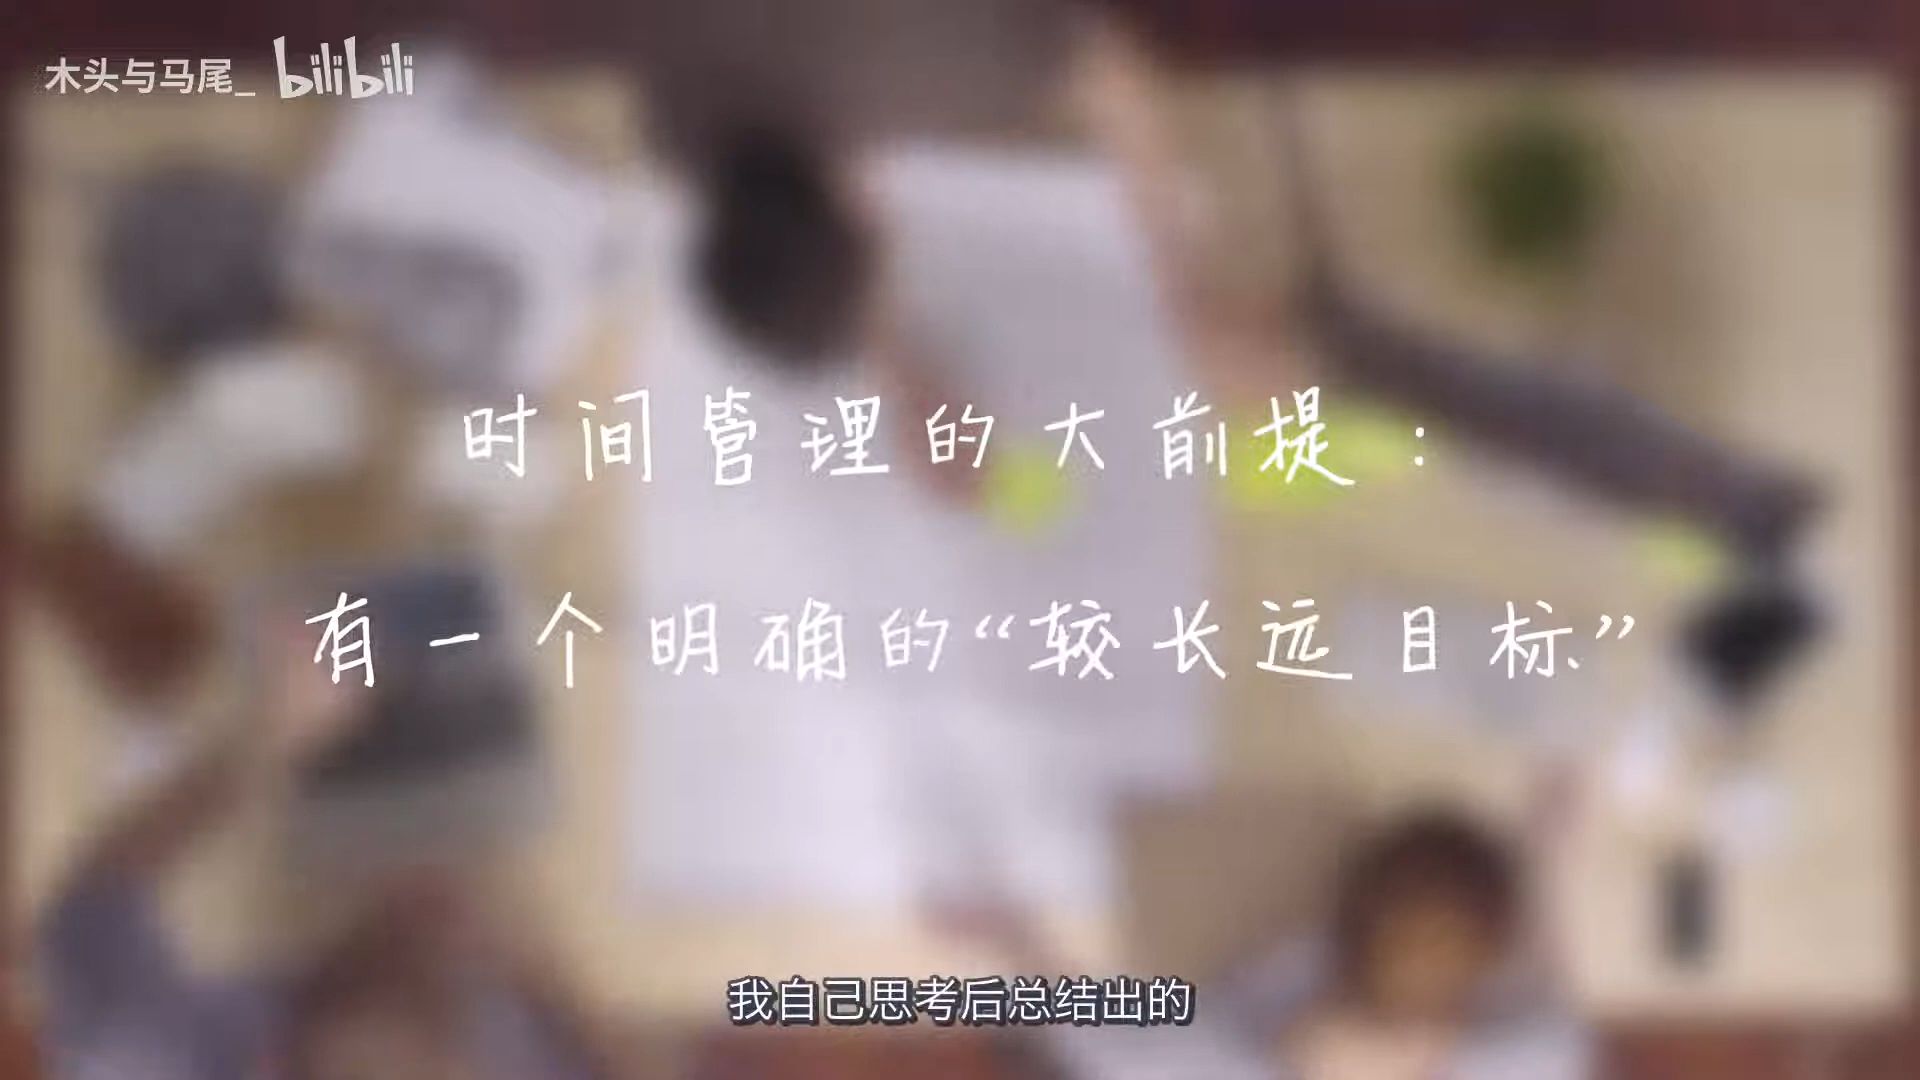 木头与马尾_ bilibili
时间管理的大前提：
有一个明确的“较长远目标”
我自己思考后总结出的